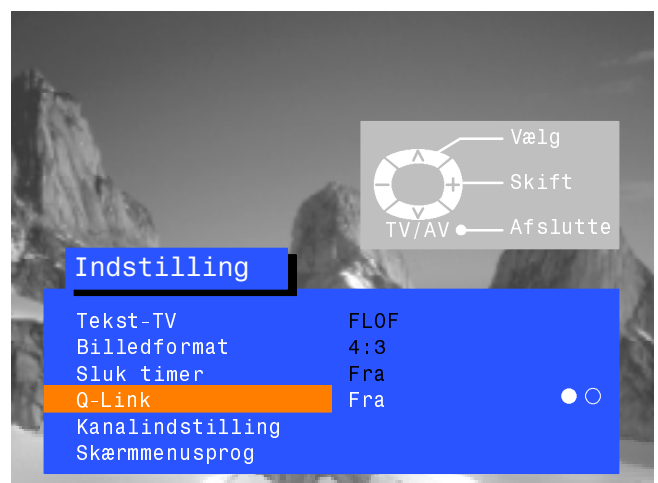 Vælg
Skift
TV/AV Afslutte
Indstilling
Tekst-TV FLOF
Billedformat 4:3
Sluk timer Fra
Q-Link Fra
Kanalindstilling
Skærmmenusprog